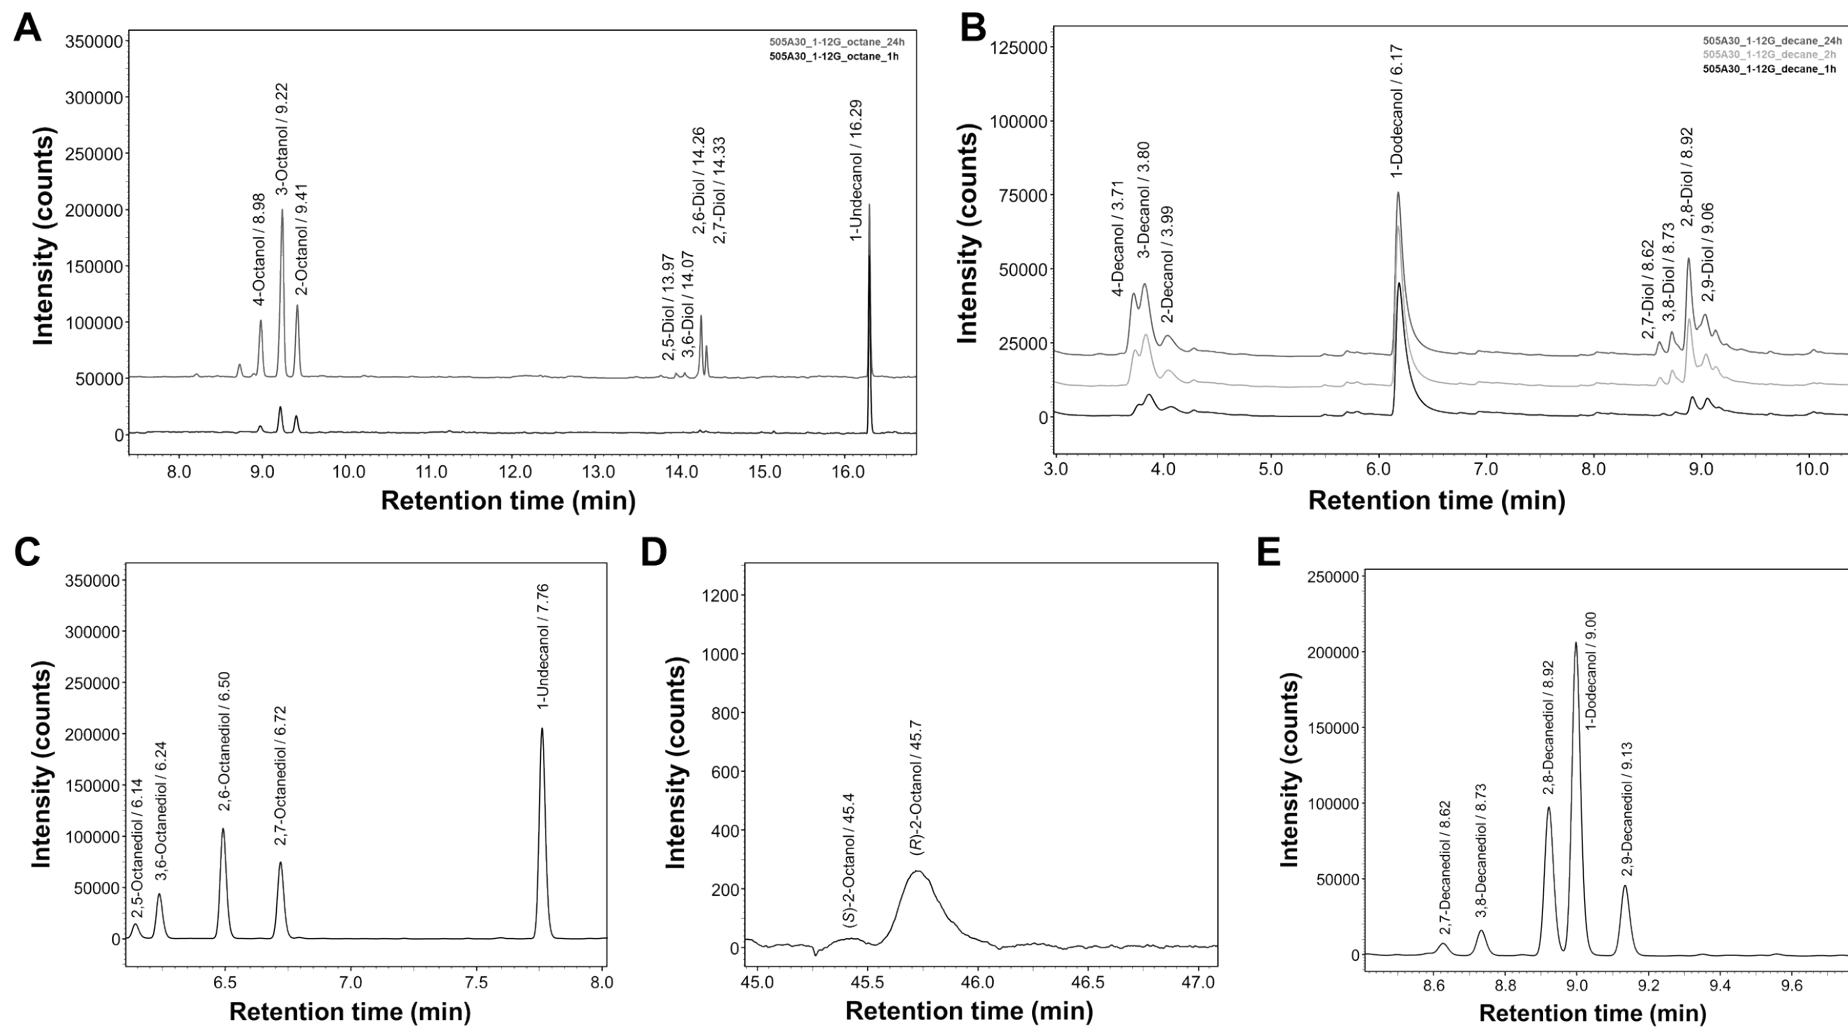 A
350000
300000
250000
200000
150000
100000
50000
0
Intensity (counts)
505A30_1-12G_octane_24h
505A30_1-12G_octane_1h
4-Octanol / 8.98
3-Octanol / 9.22
2-Octanol / 9.41
2,5-Diol / 13.97
3,6-Diol / 14.07
2,6-Diol / 14.26
2,7-Diol / 14.33
1-Undecanol / 16.29
8.0 9.0 10.0 11.0 12.0 13.0 14.0 15.0 16.0
Retention time (min)
B
125000
100000
75000
50000
25000
0
Intensity (counts)
505A30_1-12G_decane_24h
505A30_1-12G_decane_2h
505A30_1-12G_decane_1h
4-Decanol / 3.71
3-Decanol / 3.80
2-Decanol / 3.99
1-Dodecanol / 6.17
2,7-Diol / 8.62
3,8-Diol / 8.73
2,8-Diol / 8.92
2,9-Diol / 9.06
3.0 4.0 5.0 6.0 7.0 8.0 9.0 10.0
Retention time (min)
C
350000
300000
250000
200000
150000
100000
50000
0
Intensity (counts)
2,5-Octanediol / 6.14
3,6-Octanediol / 6.24
2,6-Octanediol / 6.50
2,7-Octanediol / 6.72
1-Undecanol / 7.76
6.5 7.0 7.5 8.0
Retention time (min)
D
1200
1000
800
600
400
200
0
Intensity (counts)
(S)-2-Octanol / 45.4
(R)-2-Octanol / 45.7
45.0 45.5 46.0 46.5 47.0
Retention time (min)
E
250000
200000
150000
100000
50000
0
Intensity (counts)
2,7-Decanediol / 8.62
3,8-Decanediol / 8.73
2,8-Decanediol / 8.92
1-Dodecanol / 9.00
2,9-Decanediol / 9.13
8.6 8.8 9.0 9.2 9.4 9.6
Retention time (min)